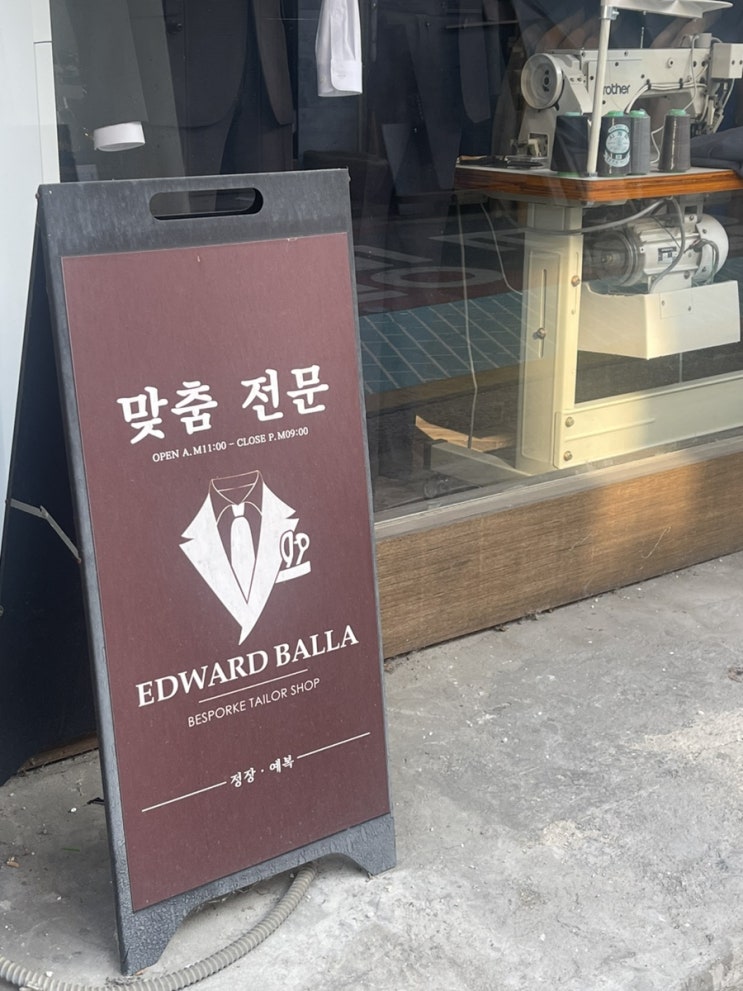 맞춤 전문
OPEN A.M11:00 - CLOSE P.M09:00
EDWARD BALLA
BESPORKE TAILOR SHOP
정장 · 예복
brother